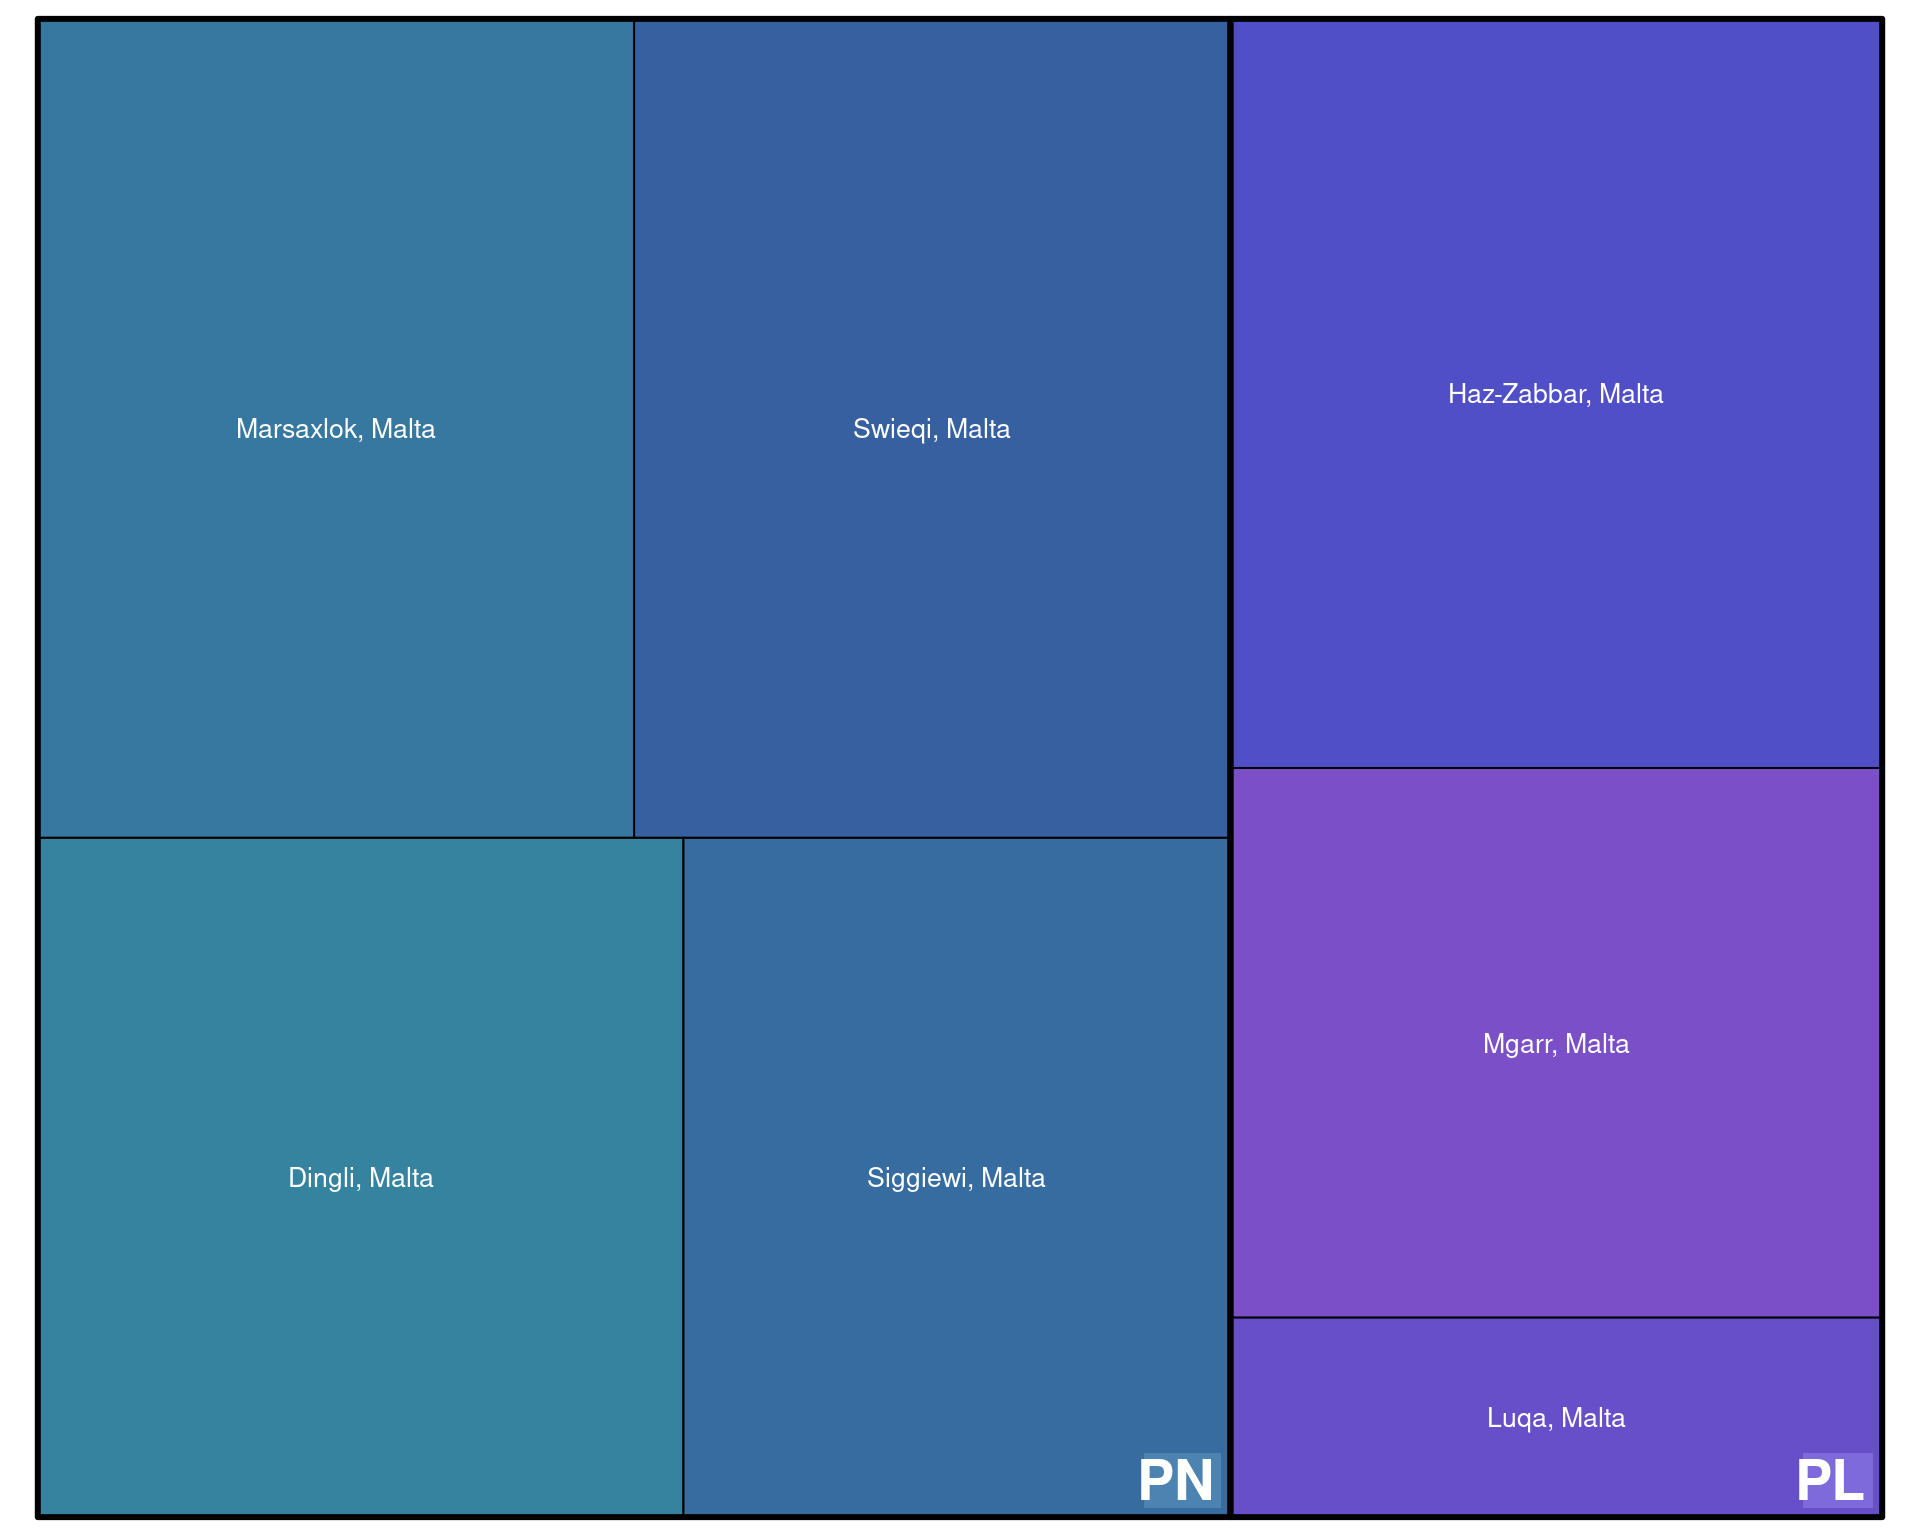 Marsaxlok, Malta
Swieqi, Malta
Haz-Zabbar, Malta
Dingli, Malta
Siggiewi, Malta
Mgarr, Malta
Luqa, Malta
PN
PL